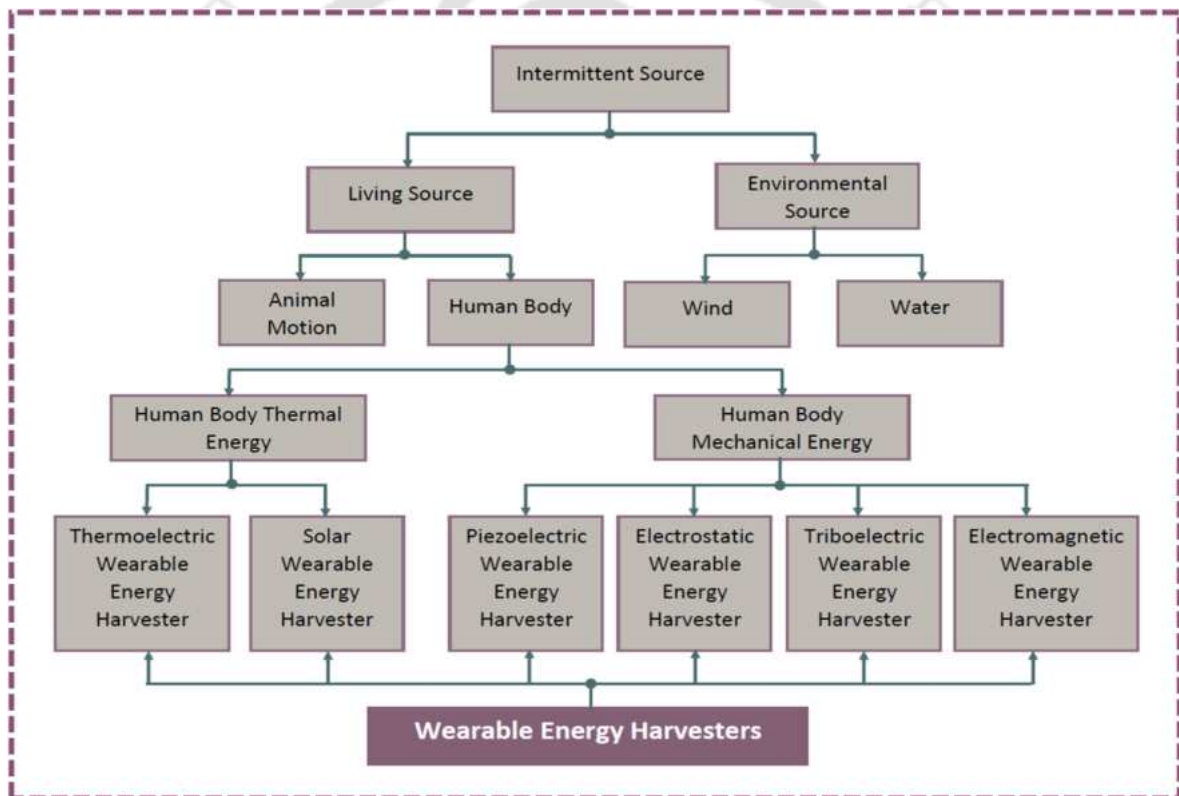 Intermittent Source
Living Source
Environmental
Source
Animal
Motion
Human Body
Wind
Water
Human Body Thermal
Energy
Human Body
Mechanical Energy
Thermoelectric
Wearable
Energy
Harvester
Solar
Wearable
Energy
Harvester
Piezoelectric
Wearable
Energy
Harvester
Electrostatic
Wearable
Energy
Harvester
Triboelectric
Wearable
Energy
Harvester
Electromagnetic
Wearable
Energy
Harvester
Wearable Energy Harvesters